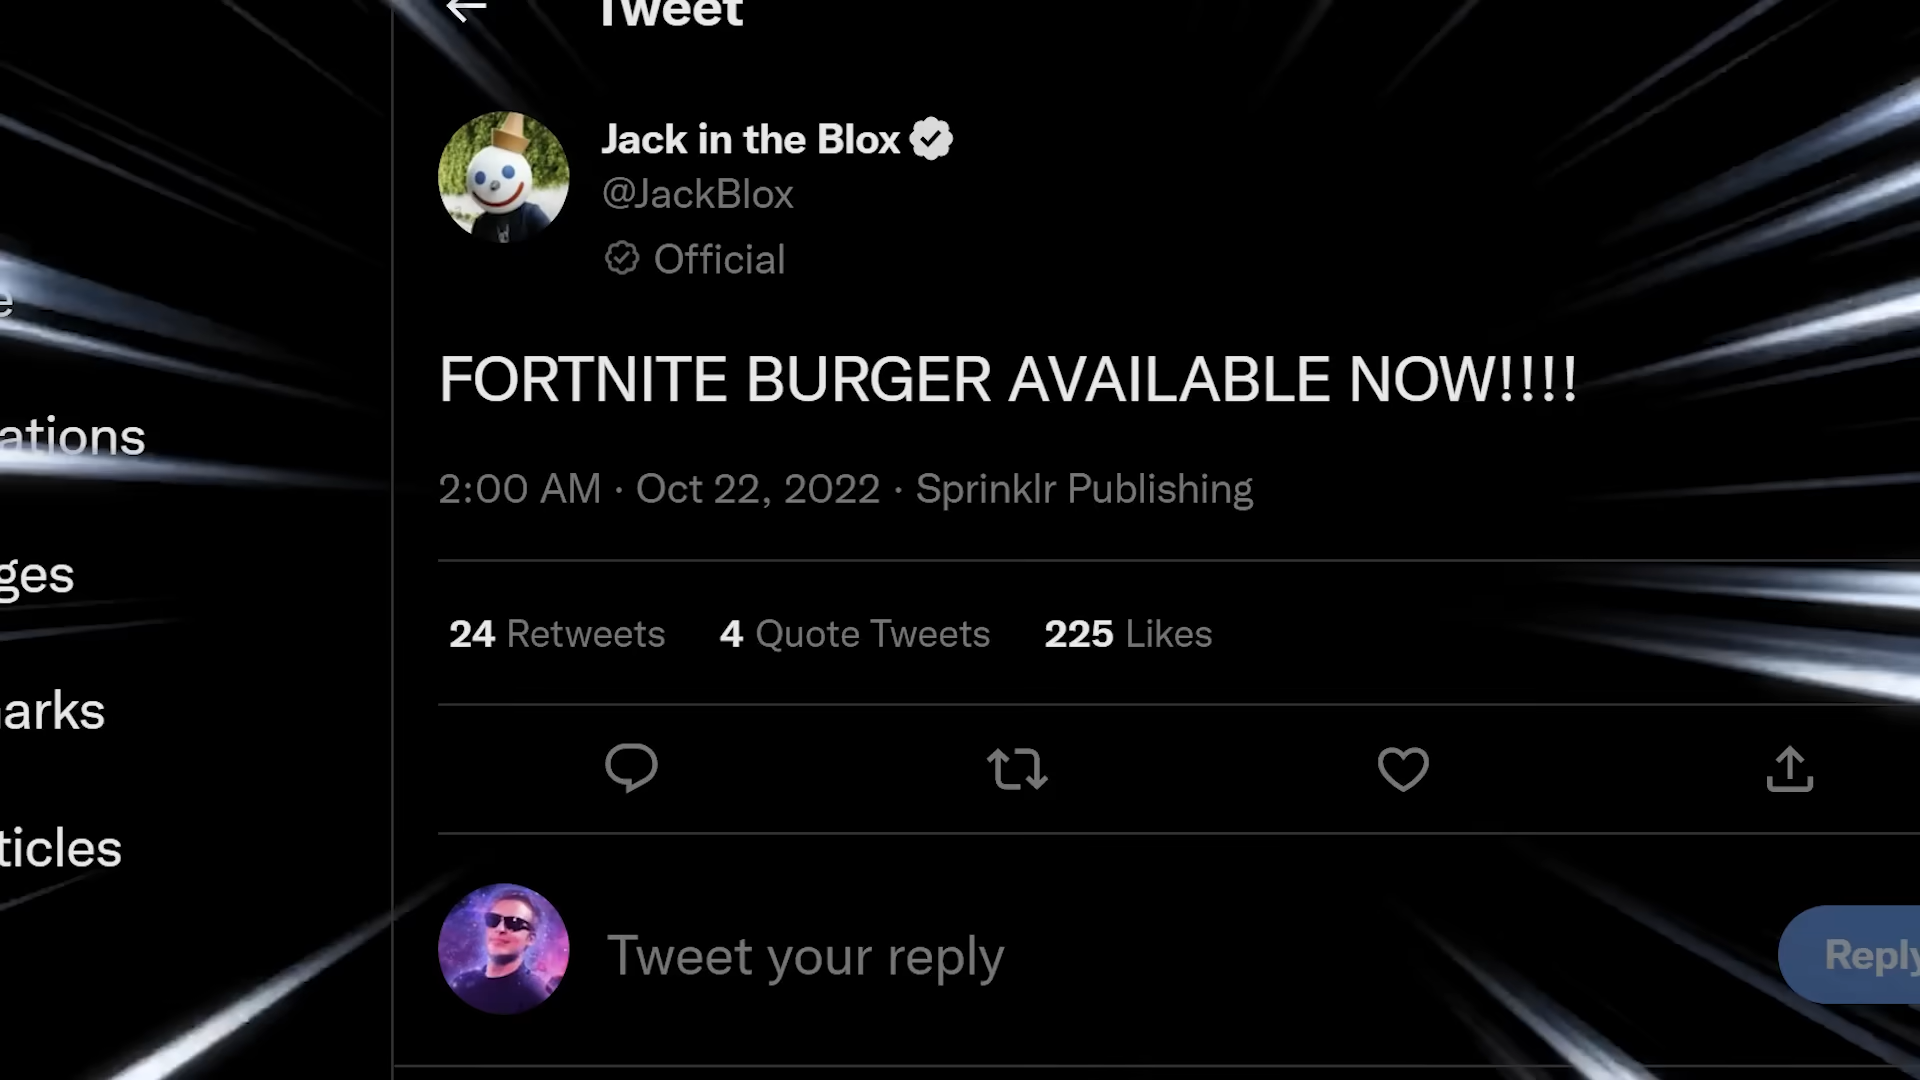 Tweet
Jack in the Blox
@JackBlox
Official
FORTNITE BURGER AVAILABLE NOW!!!!
2:00 AM · Oct 22, 2022 · Sprinklr Publishing
24 Retweets 4 Quote Tweets 225 Likes
Tweet your reply
Reply
e
ations
ges
arks
ticles